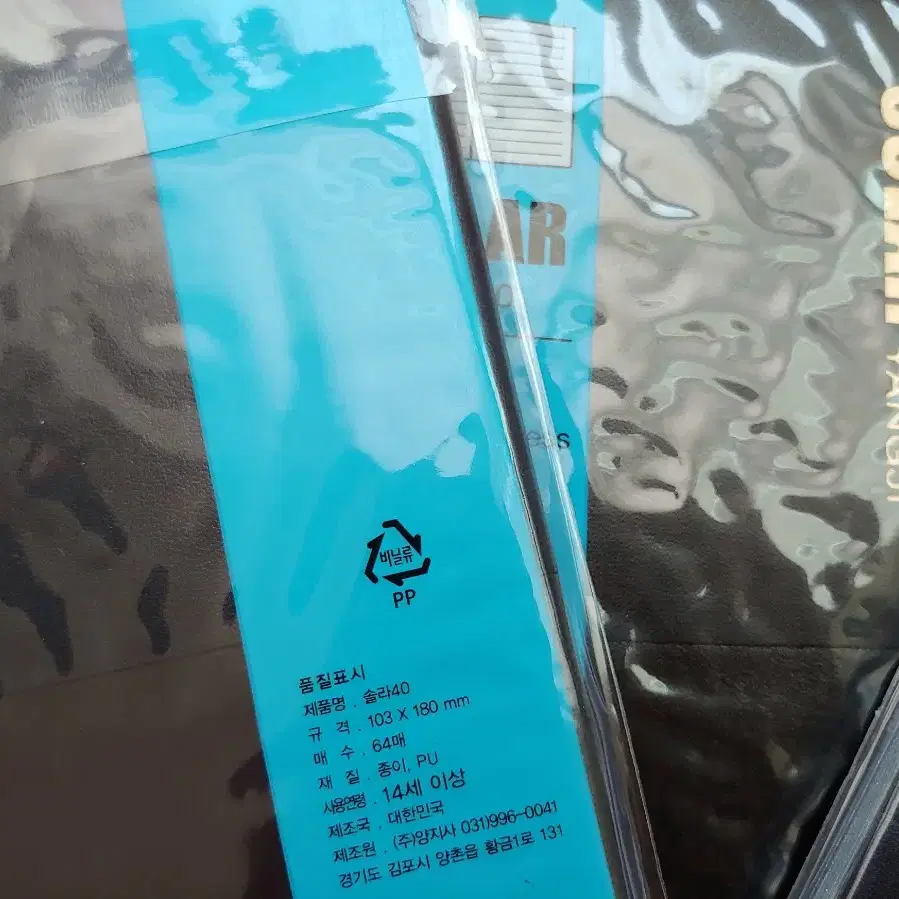 AR
ess
YANGJI
비닐류
PP
품질표시
제품명 . 솔라40
규 격 . 103 X 180 mm
매 수 . 64매
재 질 . 종이, PU
사용연령 . 14세 이상
제조국 . 대한민국
제조원 . (주)양지사 031)996-0041
경기도 김포시 양촌읍 황금1로 131